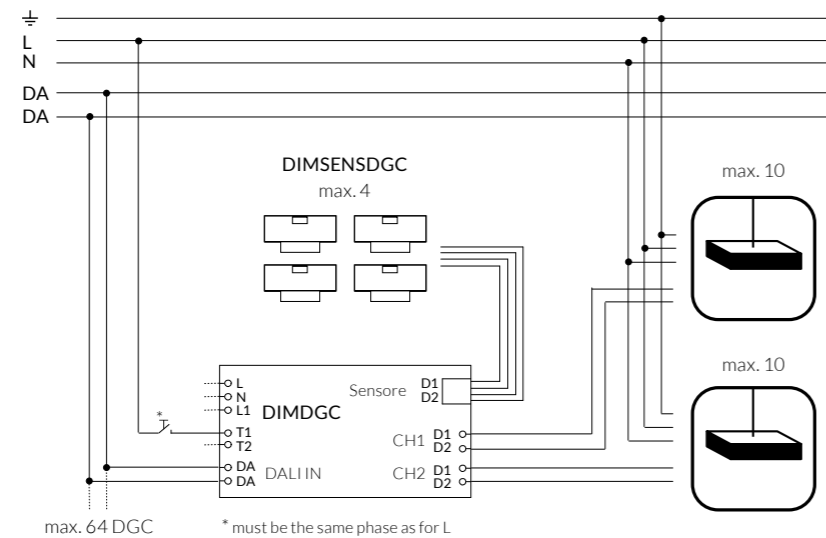 L
N
DA
DA
DIMSENSDGC
max. 4
max. 10
max. 10
L
N
L1
T1
T2
DA
DA
DIMDGC
DALI IN
Sensore
D1
D2
CH1
D1
D2
CH2
D1
D2
*
max. 64 DGC
* must be the same phase as for L